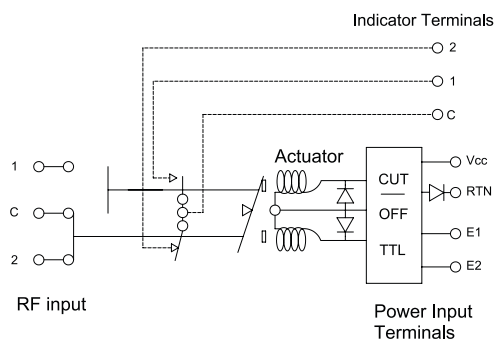 Indicator Terminals
2
1
C
Actuator
1
C
2
RF input
CUT
OFF
TTL
Vcc
RTN
E1
E2
Power Input
Terminals